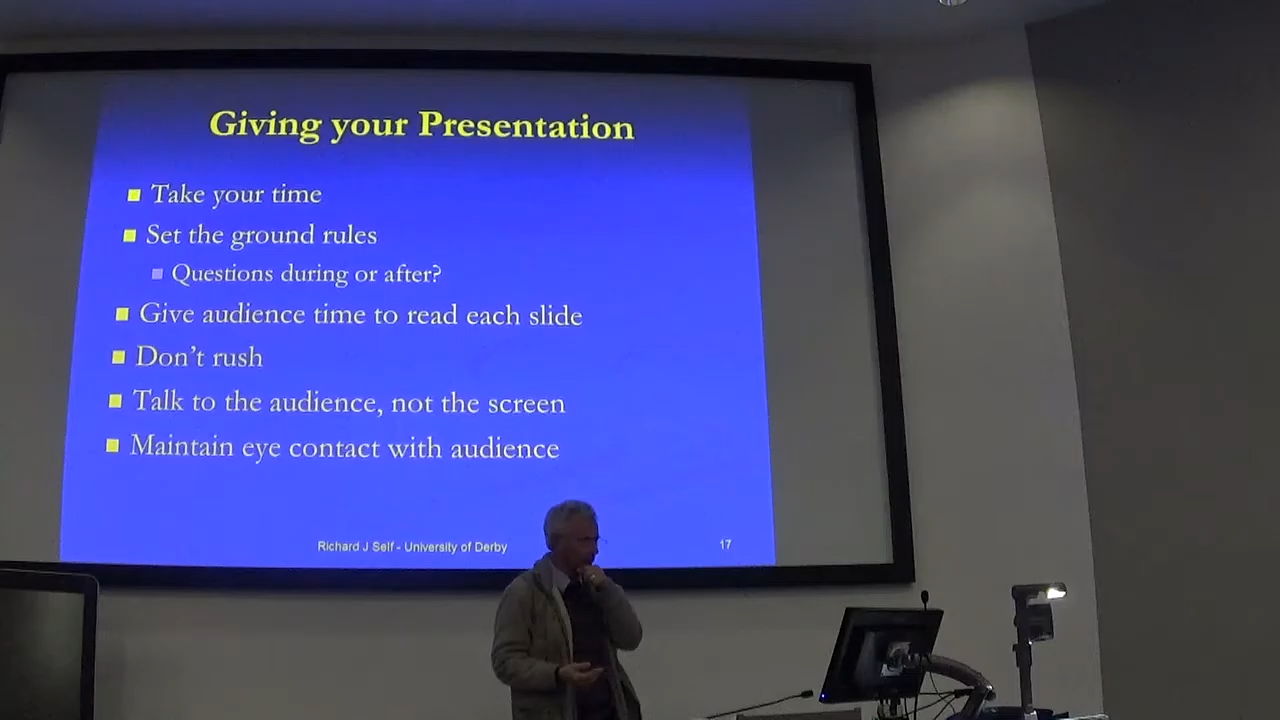 Giving your Presentation
Take your time
Set the ground rules
Questions during or after?
Give audience time to read each slide
Don't rush
Talk to the audience, not the screen
Maintain eye contact with audience
Richard J Self - University of Derby
17